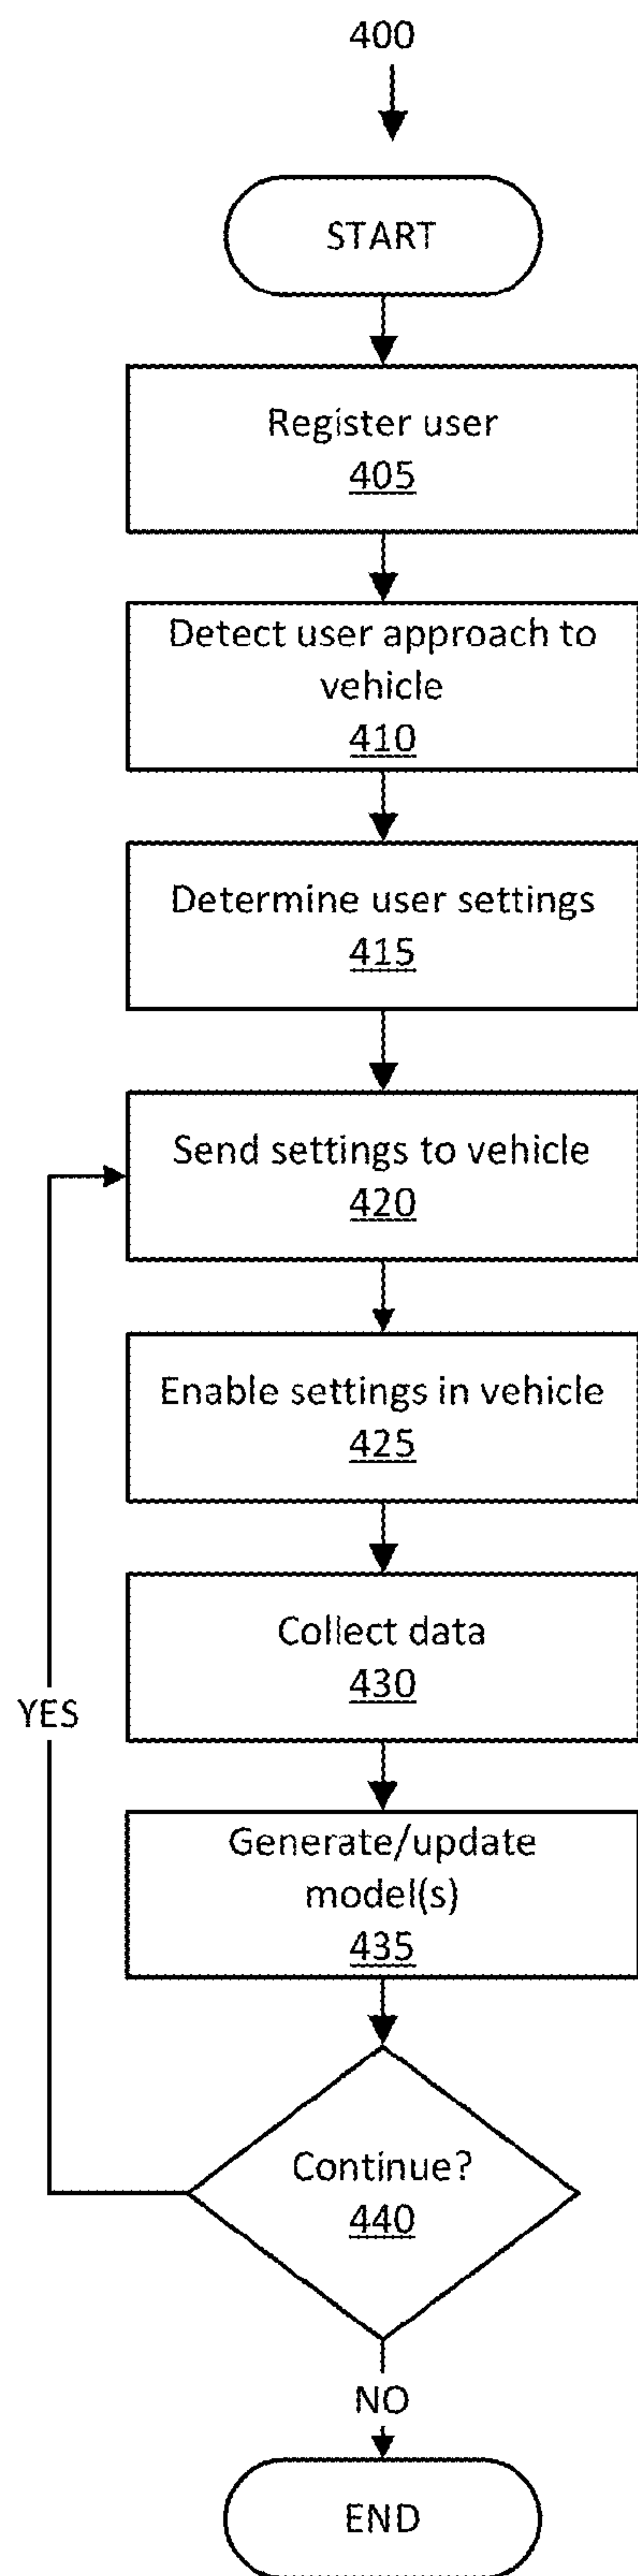 400
START
Register user
405
Detect user approach to
vehicle
410
Determine user settings
415
Send settings to vehicle
420
Enable settings in vehicle
425
Collect data
430
YES
Generate/update
model(s)
435
Continue?
440
NO
END